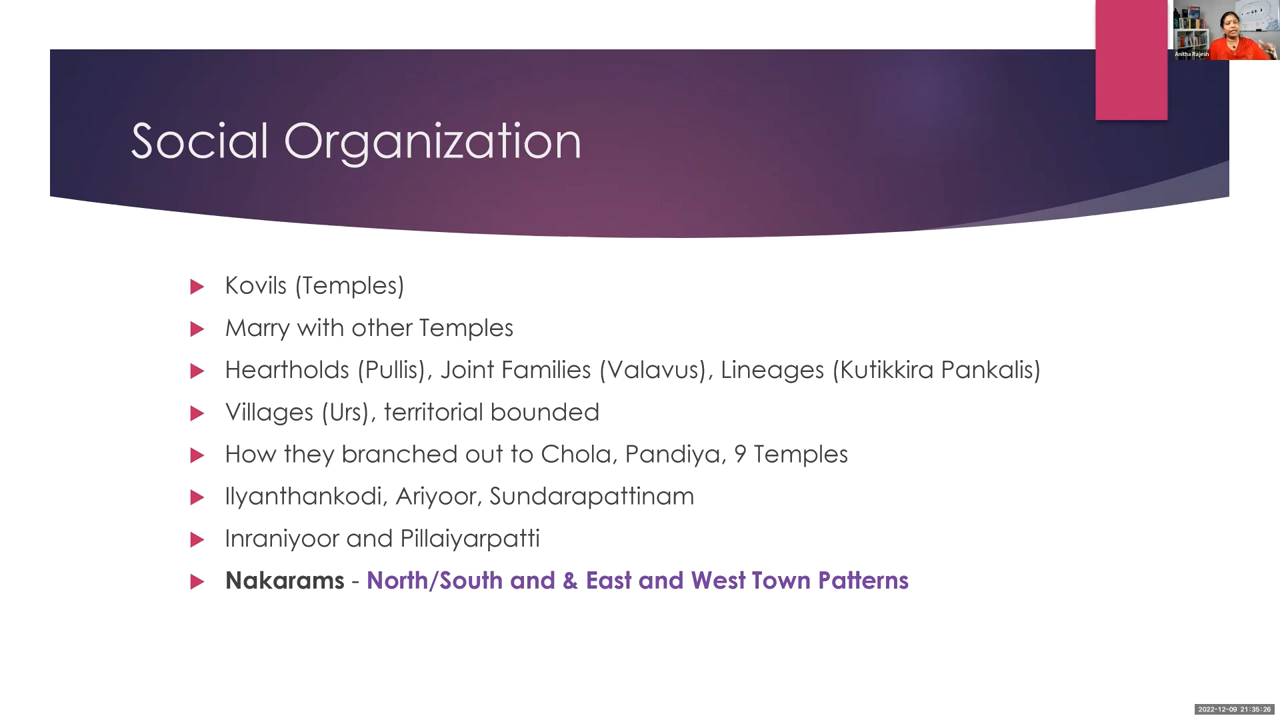 Anitha Rajesh
Social Organization
Kovils (Temples)
Marry with other Temples
Heartholds (Pullis), Joint Families (Valavus), Lineages (Kutikkira Pankalis)
Villages (Urs), territorial bounded
How they branched out to Chola, Pandiya, 9 Temples
Ilyanthankodi, Ariyoor, Sundarapattinam
Inraniyoor and Pillaiyarpatti
Nakarams - North/South and & East and West Town Patterns
2022-12-09 21:35:26